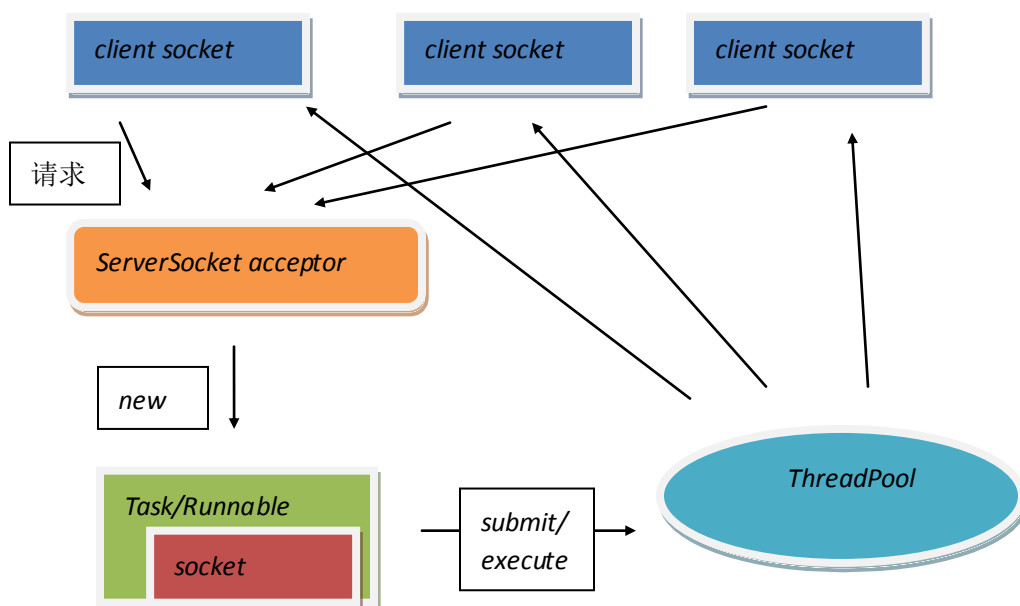 client socket
client socket
client socket
请求
ServerSocket acceptor
new
Task/Runnable
socket
submit/
execute
ThreadPool